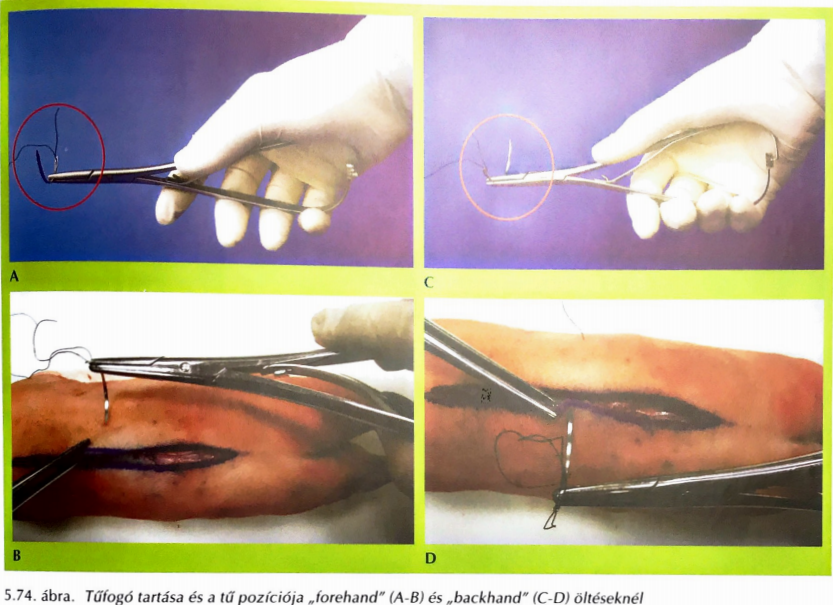 A
C
B
D
5.74. ábra. Tűfogó tartása és a tű pozíciója „forehand” (A-B) és „backhand” (C-D) öltéseknél